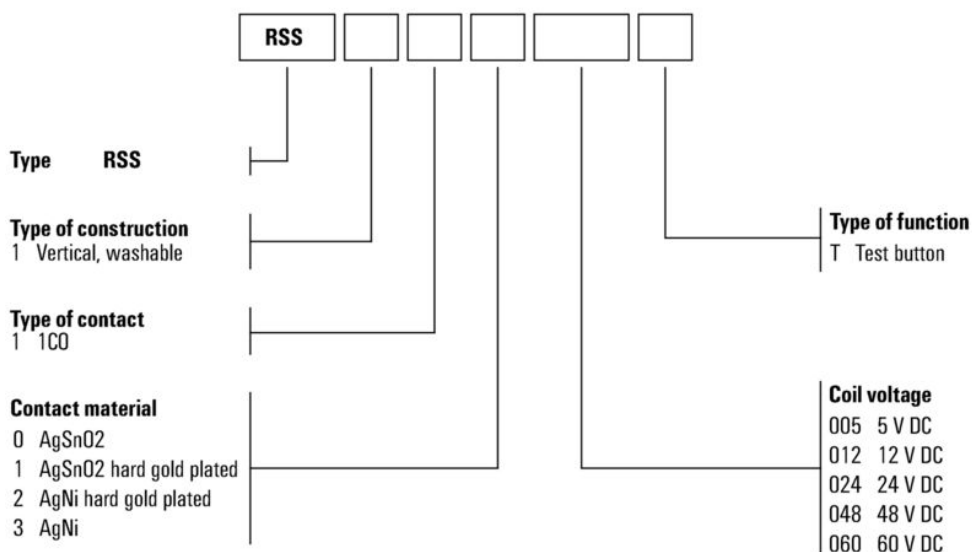 RSS
Type RSS
Type of construction
1 Vertical, washable
Type of contact
1 1CO
Contact material
0 AgSnO2
1 AgSnO2 hard gold plated
2 AgNi hard gold plated
3 AgNi
Type of function
T Test button
Coil voltage
005 5 V DC
012 12 V DC
024 24 V DC
048 48 V DC
060 60 V DC